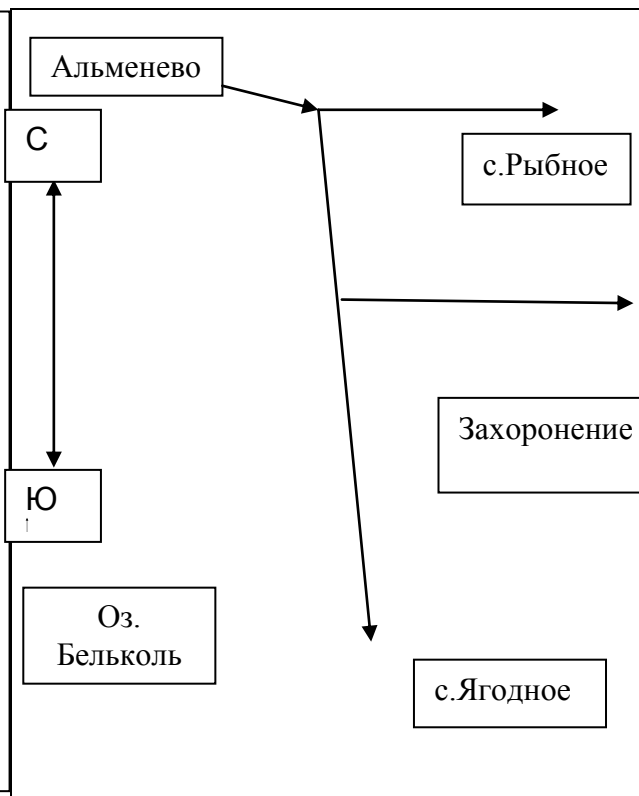 Альменево
С
с.Рыбное
Захоронение
Ю
Оз.
Бельколь
с.Ягодное